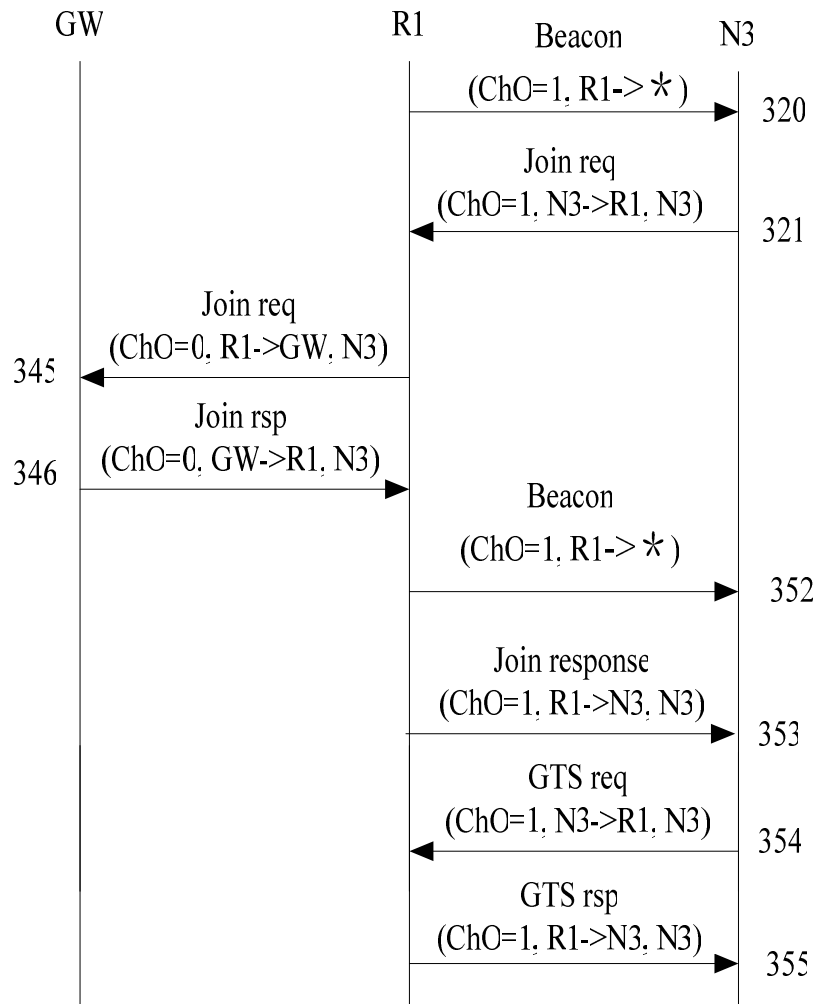 GW
R1
N3
Beacon
(ChO=1, R1->*)
320
Join req
(ChO=1, N3->R1, N3)
321
Join req
(ChO=0, R1->GW, N3)
345
Join rsp
(ChO=0, GW->R1, N3)
346
Beacon
(ChO=1, R1->*)
352
Join response
(ChO=1, R1->N3, N3)
353
GTS req
(ChO=1, N3->R1, N3)
354
GTS rsp
(ChO=1, R1->N3, N3)
355